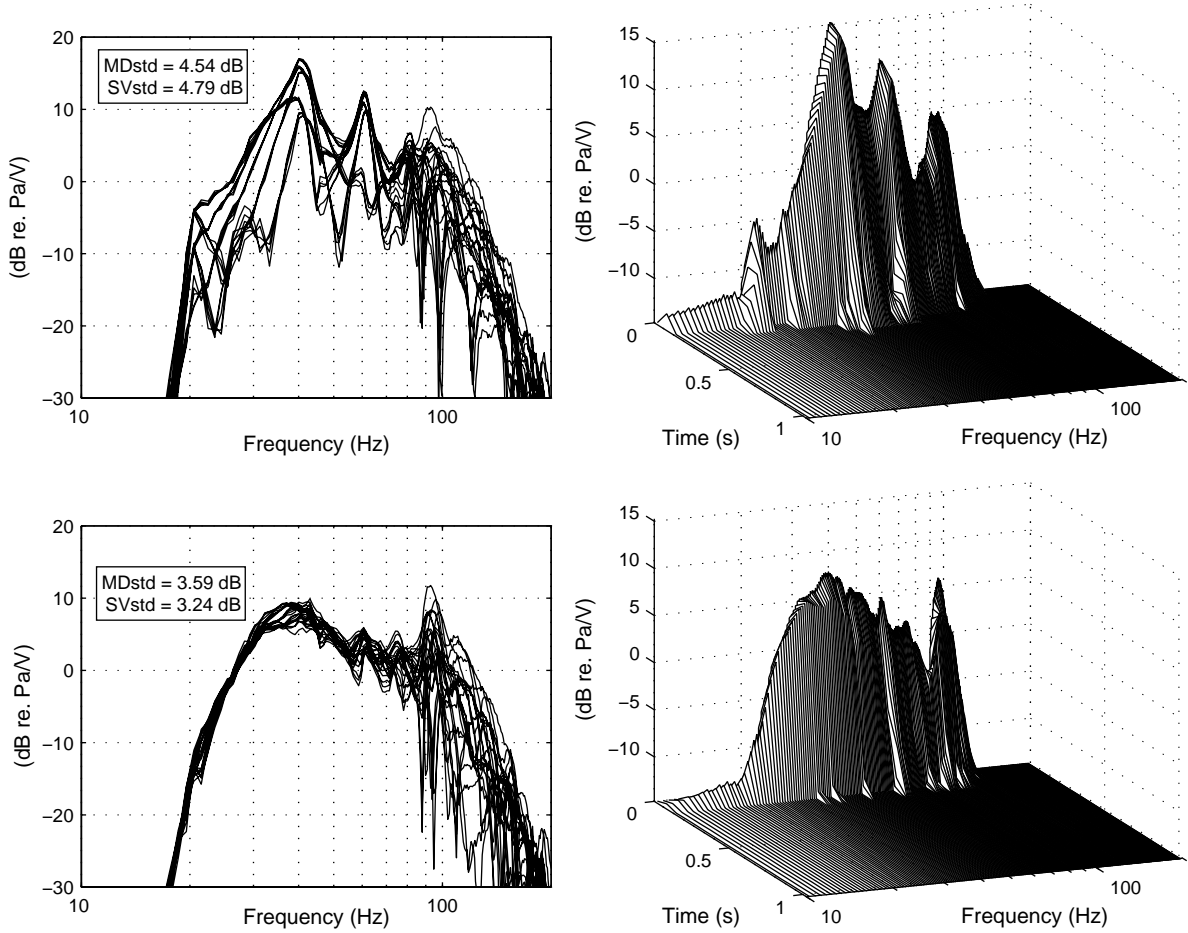 20
10
0
−10
−20
−30
(dB re. Pa/V)
MDstd = 4.54 dB
SVstd = 4.79 dB
10
100
Frequency (Hz)
15
10
5
0
−5
−10
(dB re. Pa/V)
0
0.5
1
Time (s)
10
100
Frequency (Hz)
20
10
0
−10
−20
−30
(dB re. Pa/V)
MDstd = 3.59 dB
SVstd = 3.24 dB
10
100
Frequency (Hz)
15
10
5
0
−5
−10
(dB re. Pa/V)
0
0.5
1
Time (s)
10
100
Frequency (Hz)